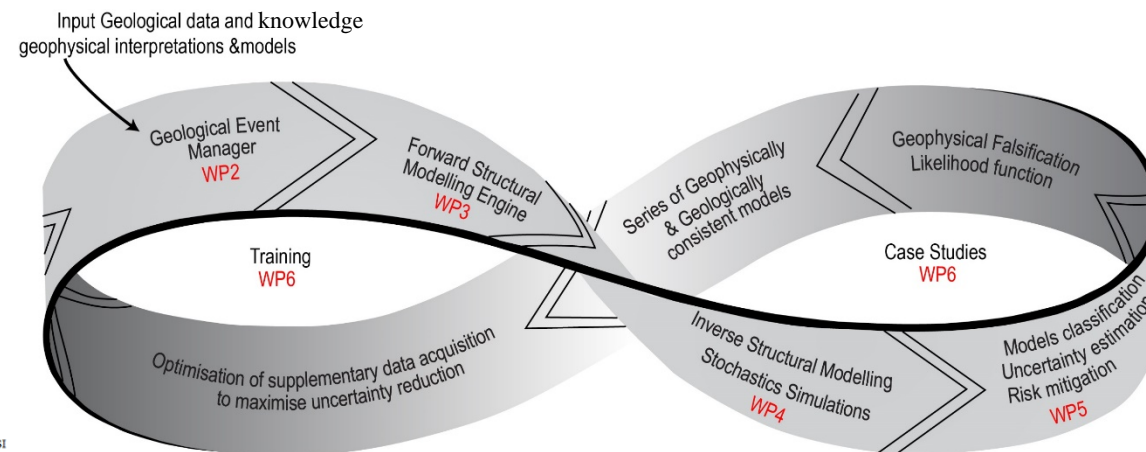 Input Geological data and knowledge
geophysical interpretations &models
Geological Event
Manager
WP2
Forward Structural
Modelling Engine
WP3
Series of Geophysically
& Geologically
consistent models
Geophysical Falsification
Likelihood function
Training
WP6
Case Studies
WP6
Optimisation of supplementary data acquisition
to maximise uncertainty reduction
Inverse Structural Modelling
Stochastics Simulations
WP4
Models classification
Uncertainty estimation
Risk mitigation
WP5